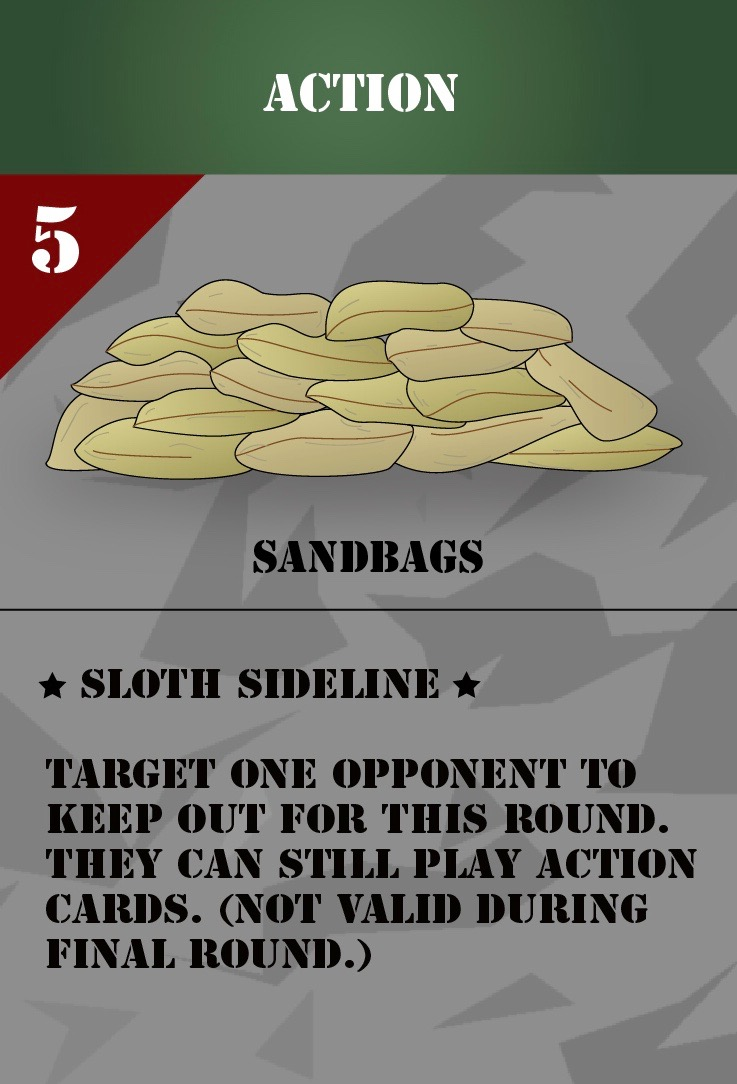 ACTION
5
SANDBAGS
★ SLOTH SIDELINE ★
TARGET ONE OPPONENT TO
KEEP OUT FOR THIS ROUND.
THEY CAN STILL PLAY ACTION
CARDS. (NOT VALID DURING
FINAL ROUND.)